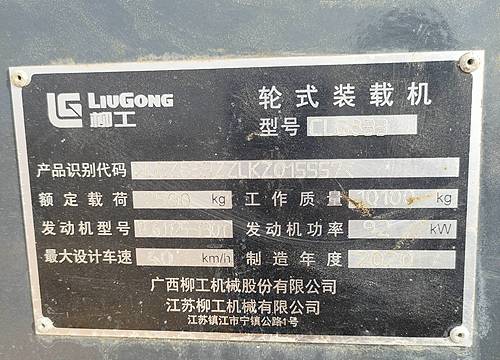 LIUGONG
柳工
轮式装载机
型号
产品识别代码
额定载荷 kg 工作质量 10100 kg
发动机型号 发动机功率 92 kW
最大设计车速 40 km/h 制造年度
广西柳工机械股份有限公司
江苏柳工机械有限公司
江苏镇江市宁镇公路1号